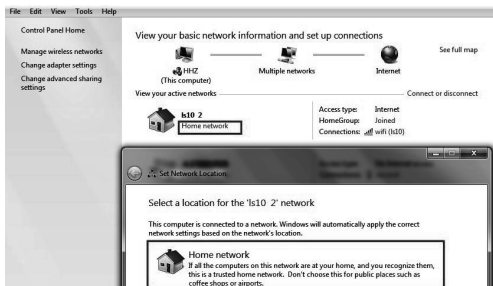 File Edit View Tools Help
Control Panel Home
Manage wireless networks
Change adapter settings
Change advanced sharing
settings
View your basic network information and set up connections
See full map
HHZ
(This computer)
Multiple networks
Internet
View your active networks
Connect or disconnect
ls10 2
Home network
Access type: Internet
HomeGroup: Joined
Connections: wifi (ls10)
Set Network Location
Select a location for the 'ls10 2' network
This computer is connected to a network. Windows will automatically apply the correct
network settings based on the network's location.
Home network
If all the computers on this network are at your home, and you recognize them,
this is a trusted home network. Don't choose this for public places such as
coffee shops or airports.